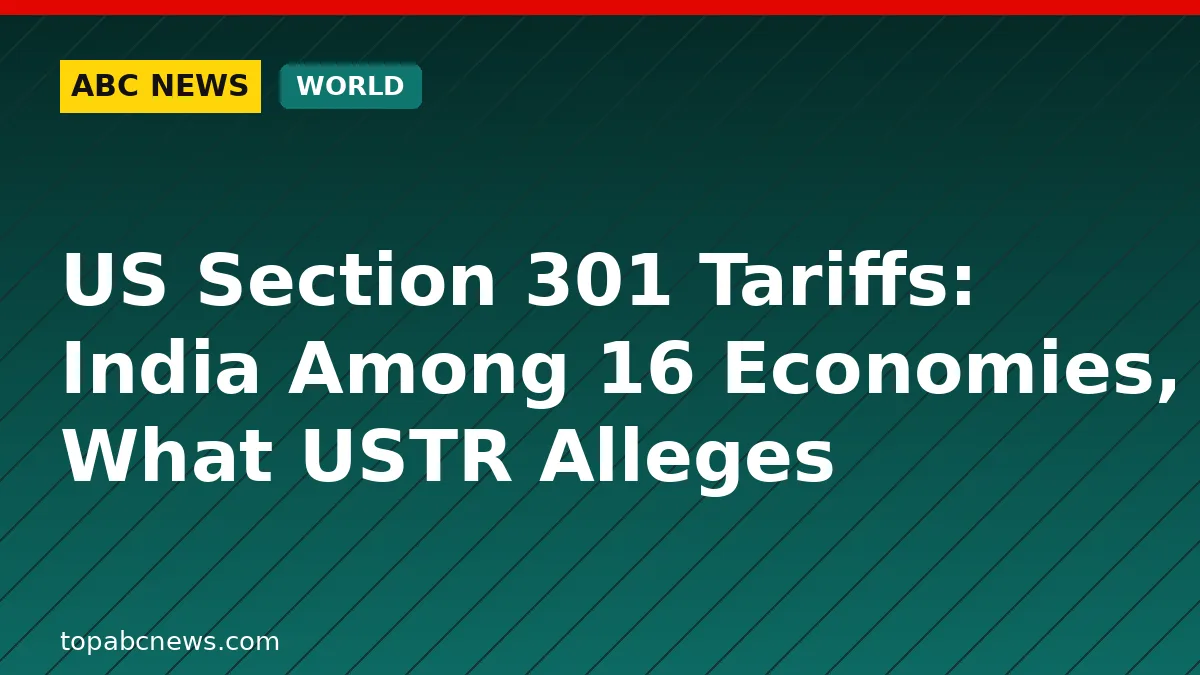 ABC NEWS
WORLD
US Section 301 Tariffs:
India Among 16 Economies,
What USTR Alleges
topabcnews.com